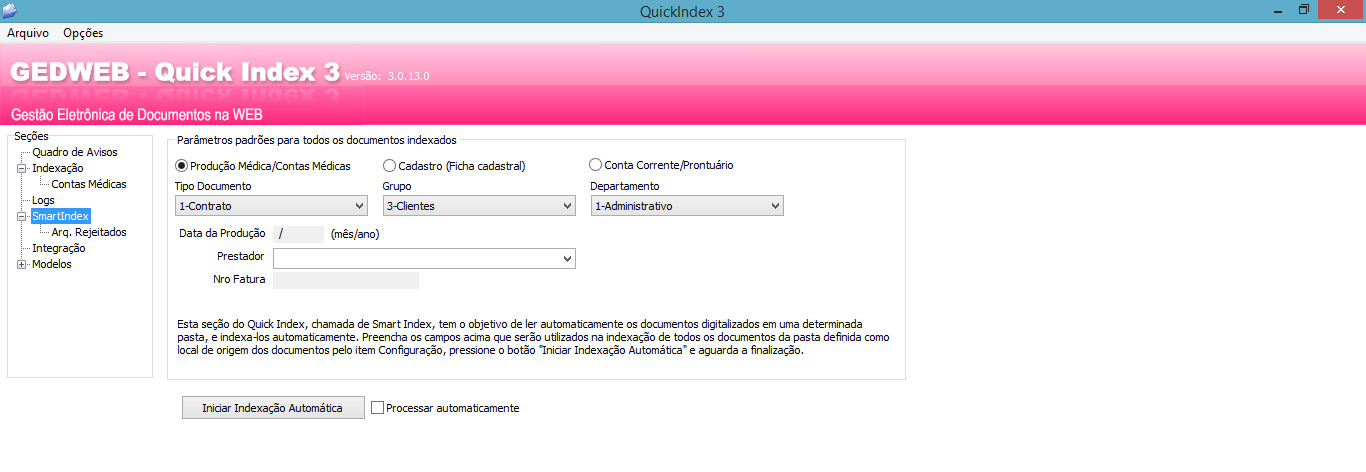 QuickIndex 3
Arquivo Opções
GEDWEB - Quick Index 3 Versão: 3.0.13.0
Gestão Eletrônica de Documentos na WEB
Seções
Quadro de Avisos
Indexação
Contas Médicas
Logs
SmartIndex
Arq. Rejeitados
Integração
Modelos
Parâmetros padrões para todos os documentos indexados
Produção Médica/Contas Médicas Cadastro (Ficha cadastral) Conta Corrente/Prontuário
Tipo Documento Grupo Departamento
1-Contrato 3-Clientes 1-Administrativo
Data da Produção / (mês/ano)
Prestador
Nro Fatura
Esta seção do Quick Index, chamada de Smart Index, tem o objetivo de ler automaticamente os documentos digitalizados em uma determinada
pasta, e indexa-los automaticamente. Preencha os campos acima que serão utilizados na indexação de todos os documentos da pasta definida como
local de origem dos documentos pelo item Configuração, pressione o botão "Iniciar Indexação Automática" e aguarda a finalização.
Iniciar Indexação Automática Processar automaticamente